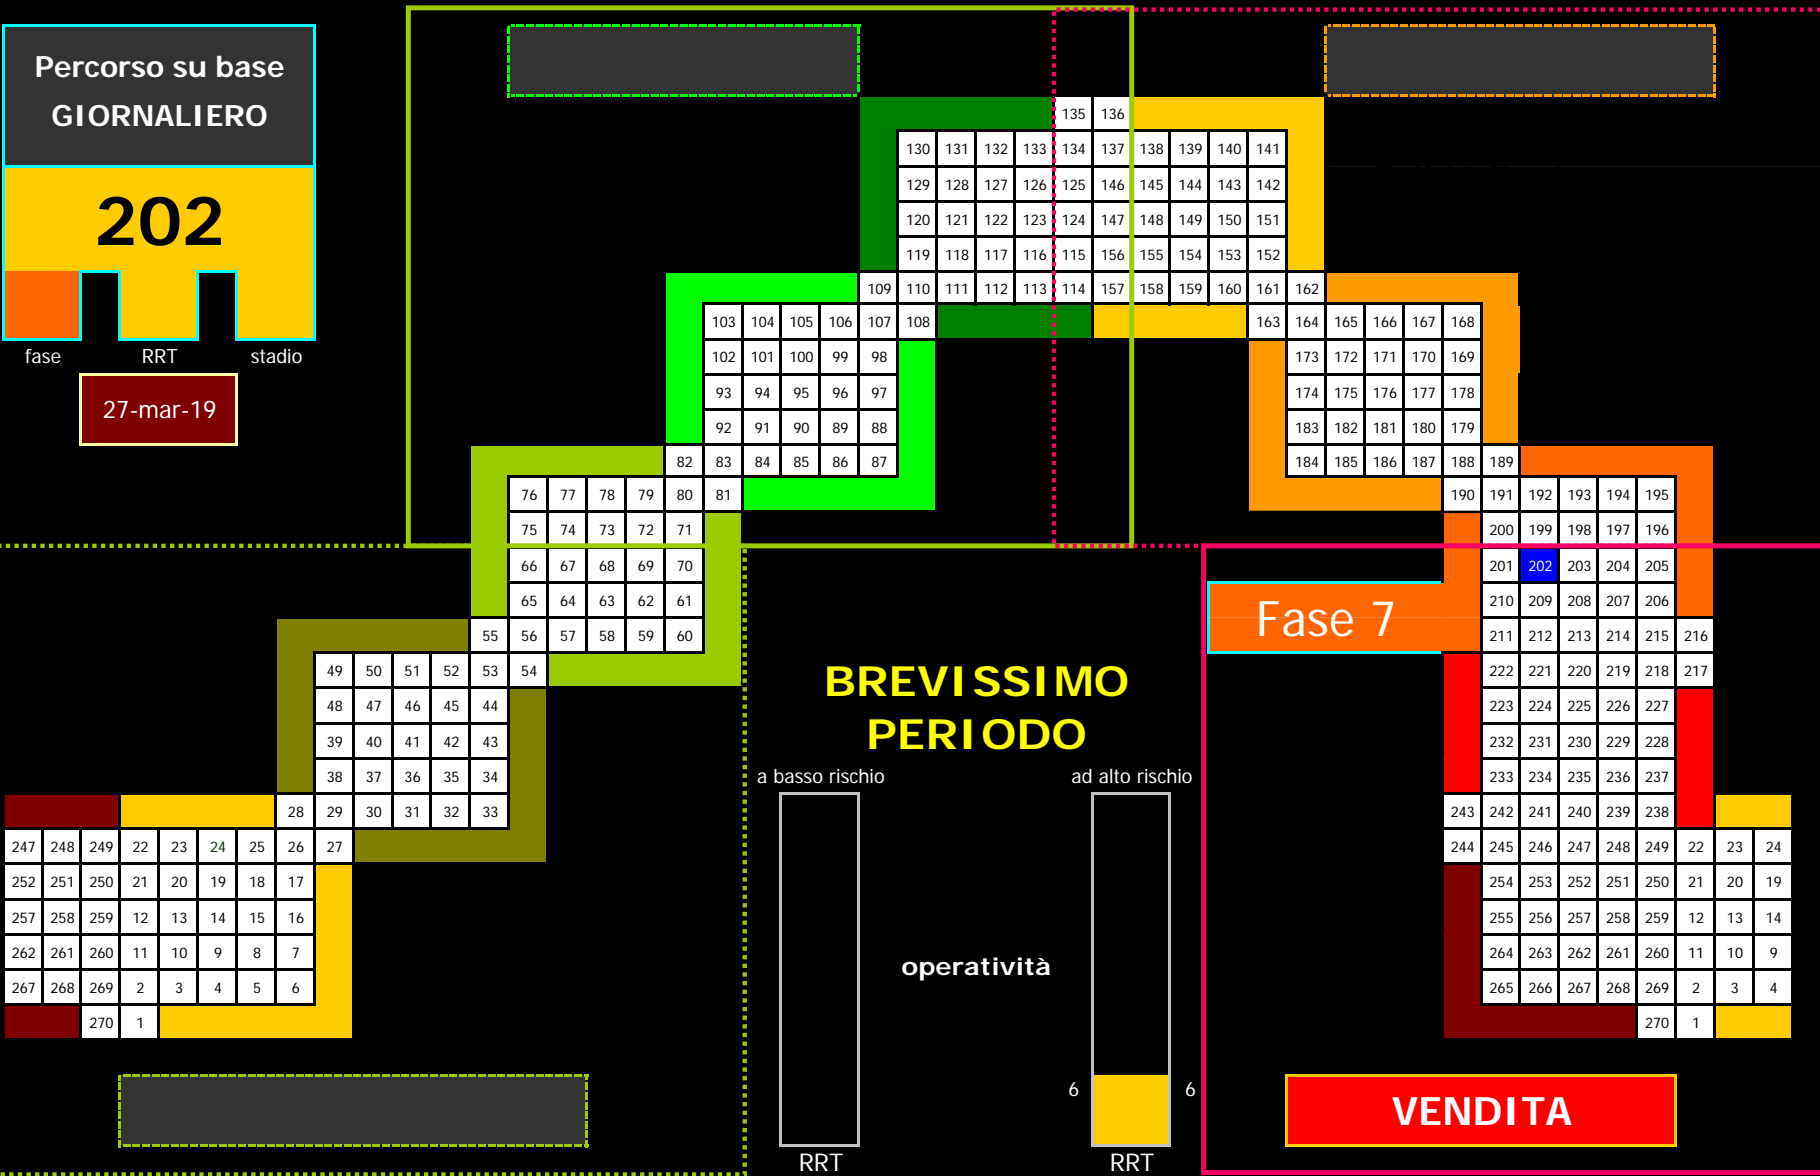 Percorso su base
GIORNALIERO
202
fase RRT stadio
27-mar-19
135 136
130 131 132 133 134 137 138 139 140 141
129 128 127 126 125 146 145 144 143 142
120 121 122 123 124 147 148 149 150 151
119 118 117 116 115 156 155 154 153 152
109 110 111 112 113 114 157 158 159 160 161 162
103 104 105 106 107 108 163 164 165 166 167 168
102 101 100 99 98 173 172 171 170 169
93 94 95 96 97 174 175 176 177 178
92 91 90 89 88 183 182 181 180 179
82 83 84 85 86 87 184 185 186 187 188 189
76 77 78 79 80 81 190 191 192 193 194 195
75 74 73 72 71 200 199 198 197 196
66 67 68 69 70 201 202 203 204 205
65 64 63 62 61 210 209 208 207 206
Fase 7
55 56 57 58 59 60 211 212 213 214 215 216
49 50 51 52 53 54 222 221 220 219 218 217
BREVISSIMO
PERIODO
48 47 46 45 44 223 224 225 226 227
39 40 41 42 43 232 231 230 229 228
a basso rischio ad alto rischio
38 37 36 35 34 233 234 235 236 237
28 29 30 31 32 33 243 242 241 240 239 238
247 248 249 22 23 24 25 26 27 244 245 246 247 248 249 22 23 24
252 251 250 21 20 19 18 17 254 253 252 251 250 21 20 19
257 258 259 12 13 14 15 16 255 256 257 258 259 12 13 14
262 261 260 11 10 9 8 7 264 263 262 261 260 11 10 9
operatività
267 268 269 2 3 4 5 6 265 266 267 268 269 2 3 4
270 1 270 1
6 6
VENDITA
RRT RRT